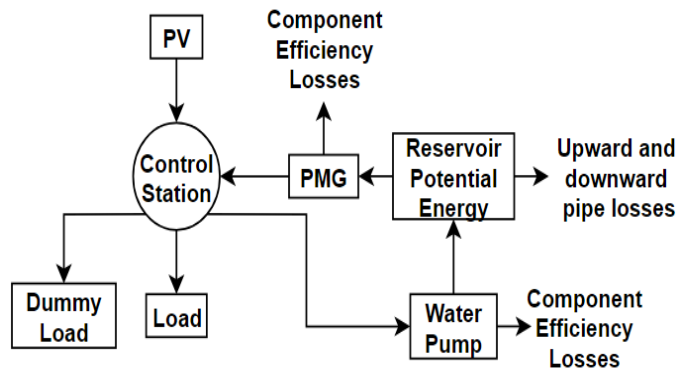 PV
Component
Efficiency
Losses
Control
Station
PMG
Reservoir
Potential
Energy
Upward and
downward
pipe losses
Dummy
Load
Load
Water
Pump
Component
Efficiency
Losses